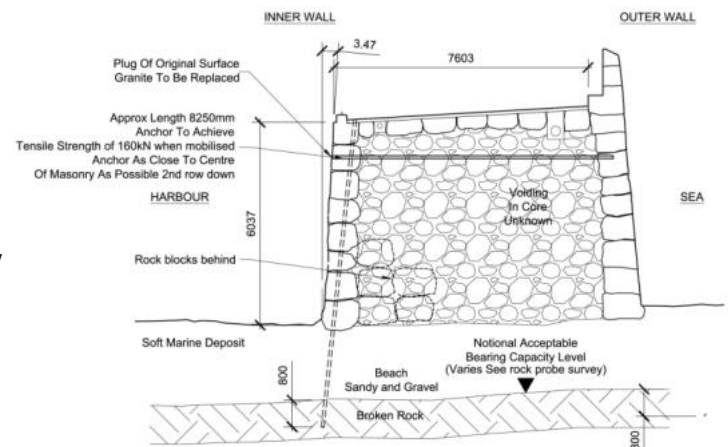 INNER WALL
OUTER WALL
3.47
7603
Plug Of Original Surface
Granite To Be Replaced
Approx Length 8250mm
Anchor To Achieve
Tensile Strength of 160kN when mobilised
Anchor As Close To Centre
Of Masonry As Possible 2nd row down
HARBOUR
SEA
Voiding
In Core
Unknown
6037
Rock blocks behind
Soft Marine Deposit
Notional Acceptable
Bearing Capacity Level
(Varies See rock probe survey)
800
Beach
Sandy and Gravel
Broken Rock